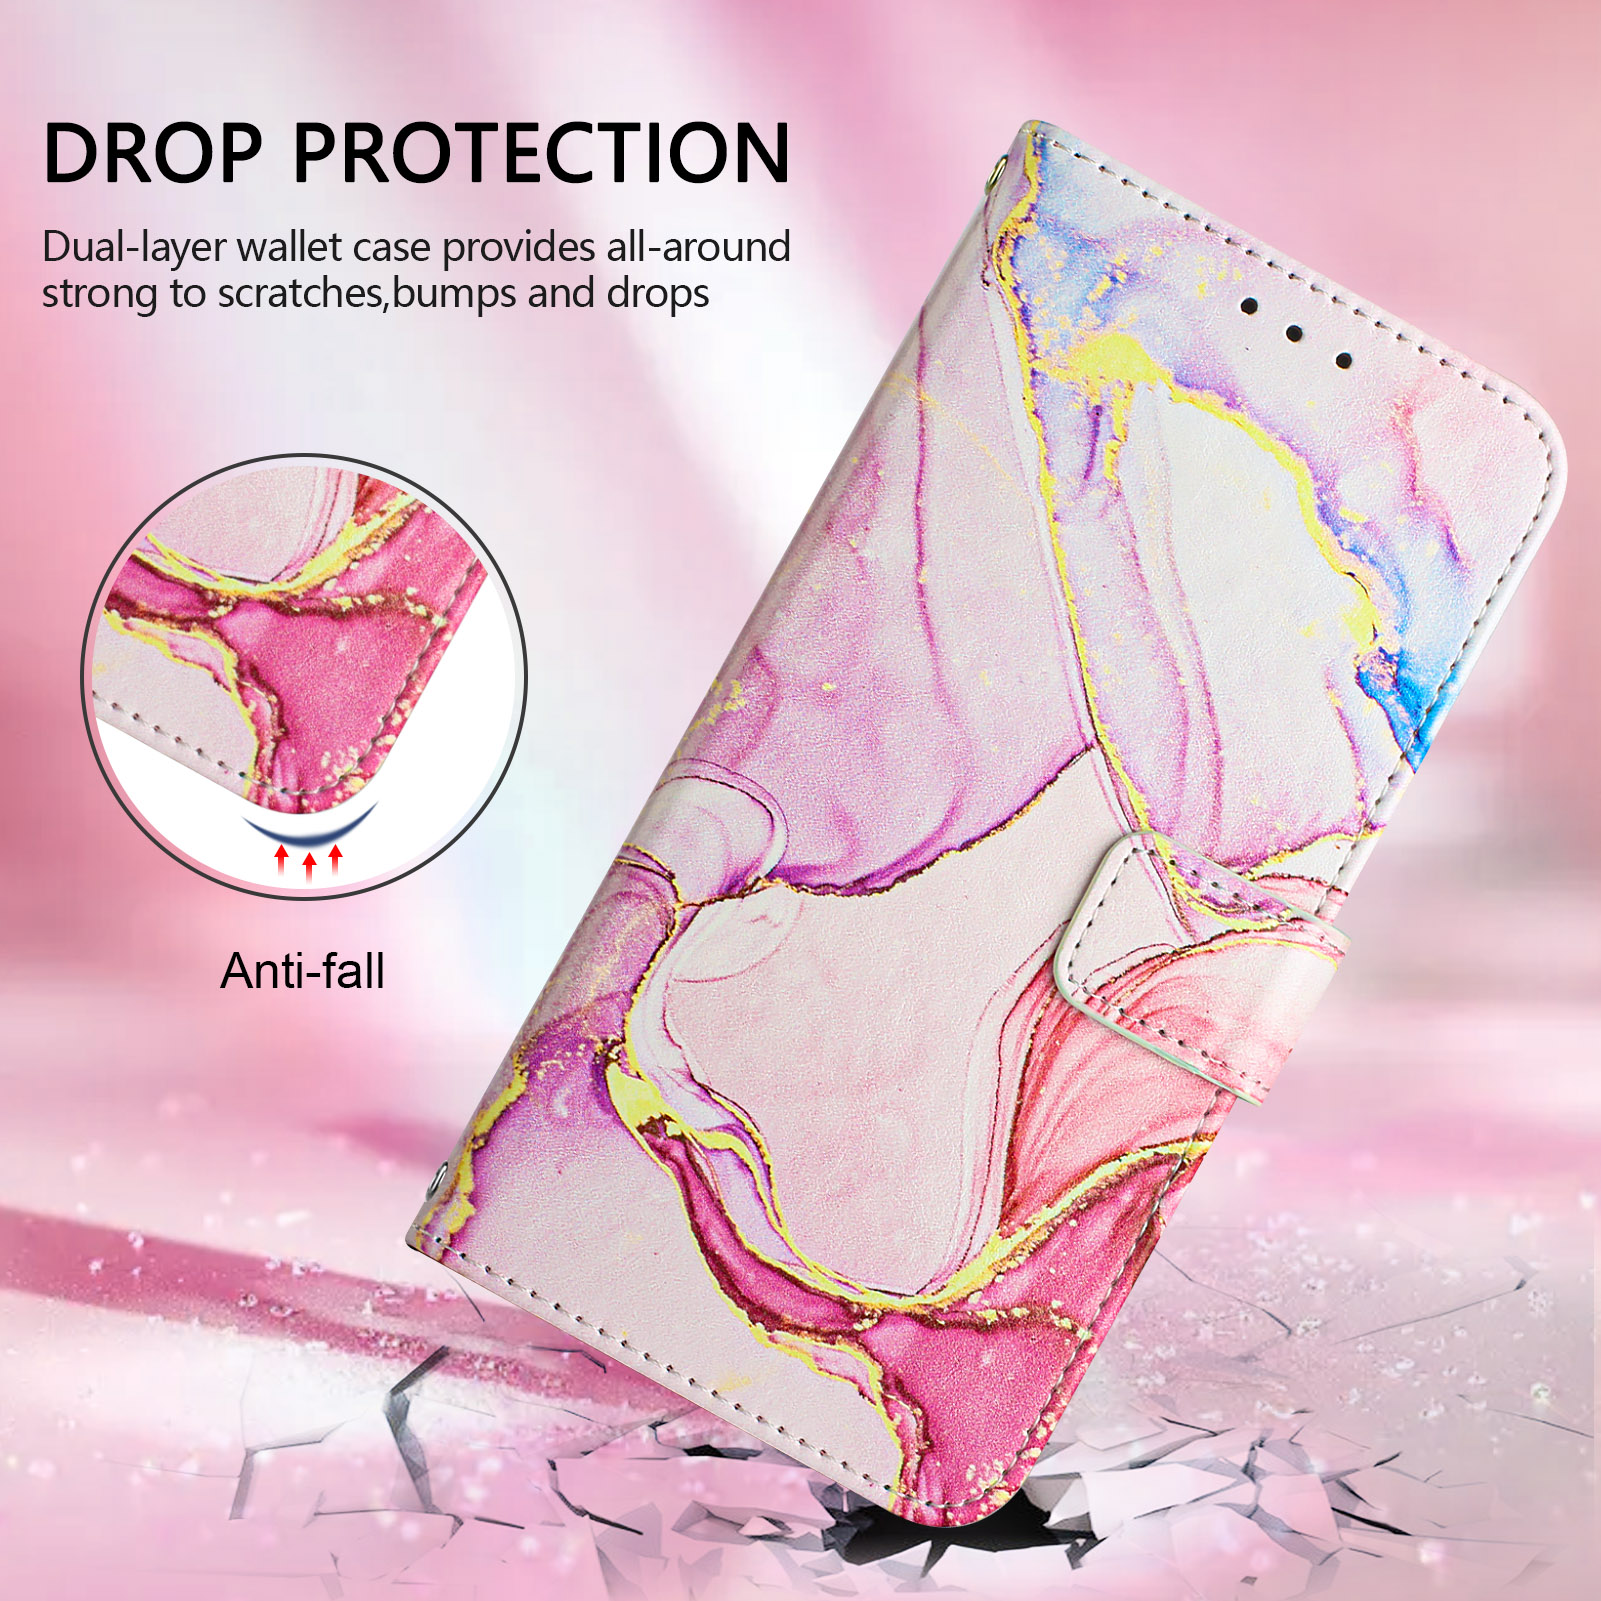 DROP PROTECTION
Dual-layer wallet case provides all-around
strong to scratches,bumps and drops
Anti-fall